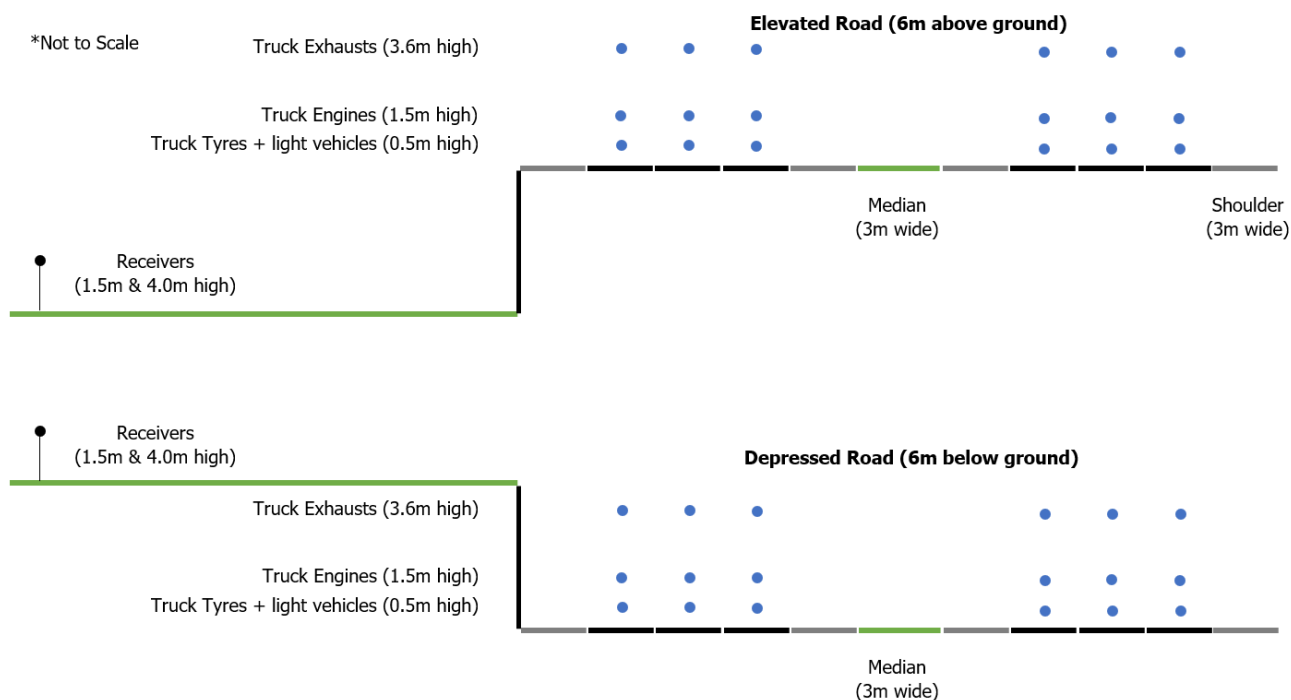 Elevated Road (6m above ground)
*Not to Scale
Truck Exhausts (3.6m high)
Truck Engines (1.5m high)
Truck Tyres + light vehicles (0.5m high)
Median
(3m wide)
Shoulder
(3m wide)
Receivers
(1.5m & 4.0m high)
Receivers
(1.5m & 4.0m high)
Depressed Road (6m below ground)
Truck Exhausts (3.6m high)
Truck Engines (1.5m high)
Truck Tyres + light vehicles (0.5m high)
Median
(3m wide)